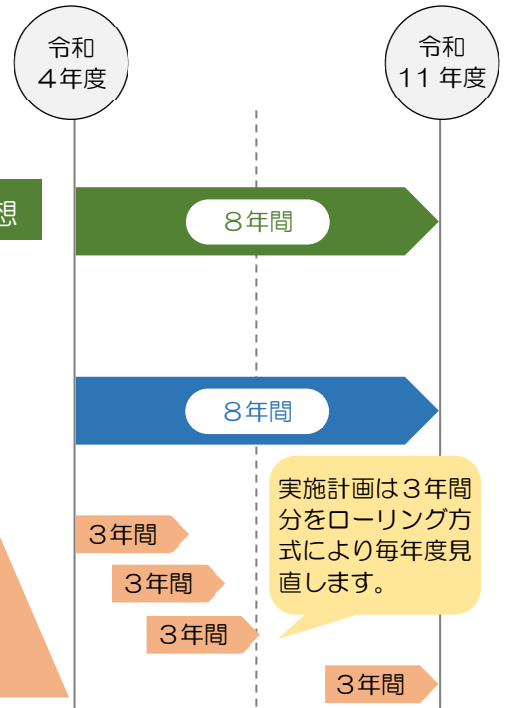 令和
４年度
令和
11 年度
想
８年間
８年間
実施計画は３年間
分をローリング方
式により毎年度見
直します。
３年間
３年間
３年間
３年間